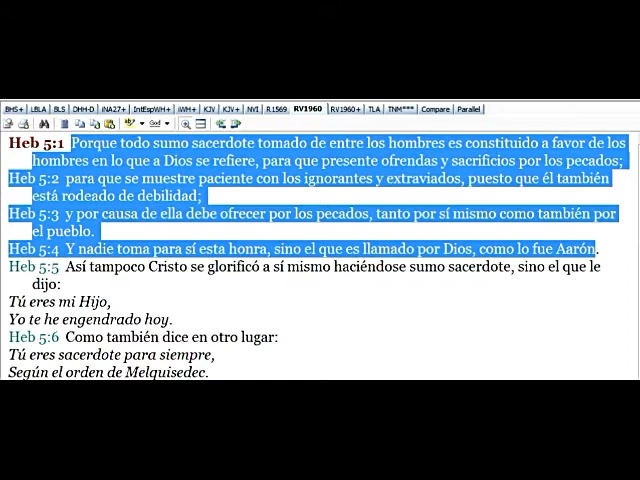 BHS+ LBLA BLS DHH-D iNA27+ IntEspWH+ iWH+ KJV KJV+ NVI R1569 RV1960 RV1960+ TLA TNM*** Compare Parallel
Heb 5:1 Porque todo sumo sacerdote tomado de entre los hombres es constituido a favor de los
hombres en lo que a Dios se refiere, para que presente ofrendas y sacrificios por los pecados;
Heb 5:2 para que se muestre paciente con los ignorantes y extraviados, puesto que él también
está rodeado de debilidad;
Heb 5:3 y por causa de ella debe ofrecer por los pecados, tanto por sí mismo como también por
el pueblo.
Heb 5:4 Y nadie toma para sí esta honra, sino el que es llamado por Dios, como lo fue Aarón.
Heb 5:5 Así tampoco Cristo se glorificó a sí mismo haciéndose sumo sacerdote, sino el que le
dijo:
Tú eres mi Hijo,
Yo te he engendrado hoy.
Heb 5:6 Como también dice en otro lugar:
Tú eres sacerdote para siempre,
Según el orden de Melquisedec.